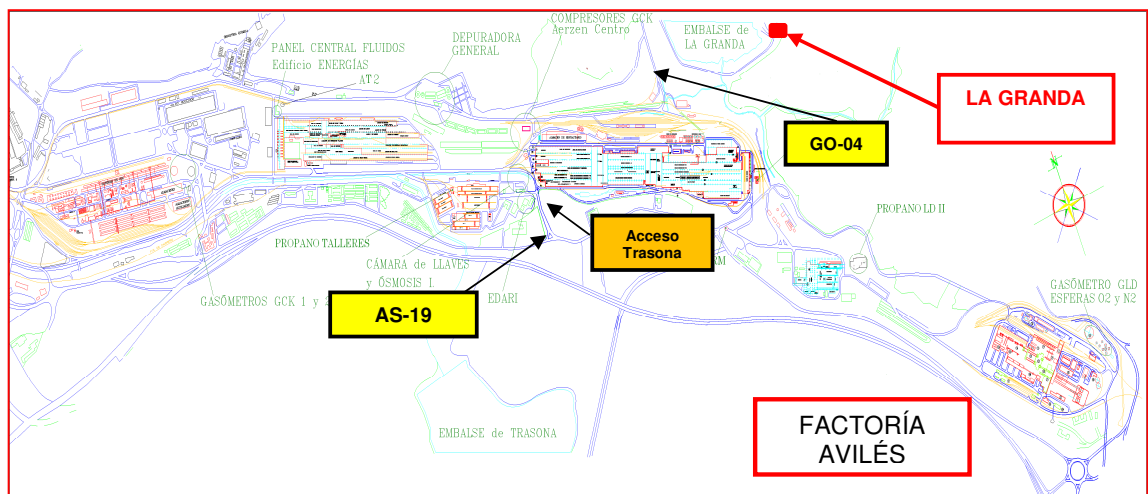 COMPRESORES GCK
Aerzen Centro
EMBALSE de
LA GRANDA
DEPURADORA
GENERAL
PANEL CENTRAL FLUIDOS
Edificio ENERGÍAS
AT2
LA GRANDA
GO-04
PROPANO LD II
Acceso
Trasona
PROPANO TALLERES
CÁMARA de LLAVES
y ÓSMOSIS I.
EDARI
GASÓMETROS GCK 1 y 2
AS-19
GASÓMETRO GLD
ESFERAS O2 y N2
EMBALSE de TRASONA
FACTORÍA
AVILÉS